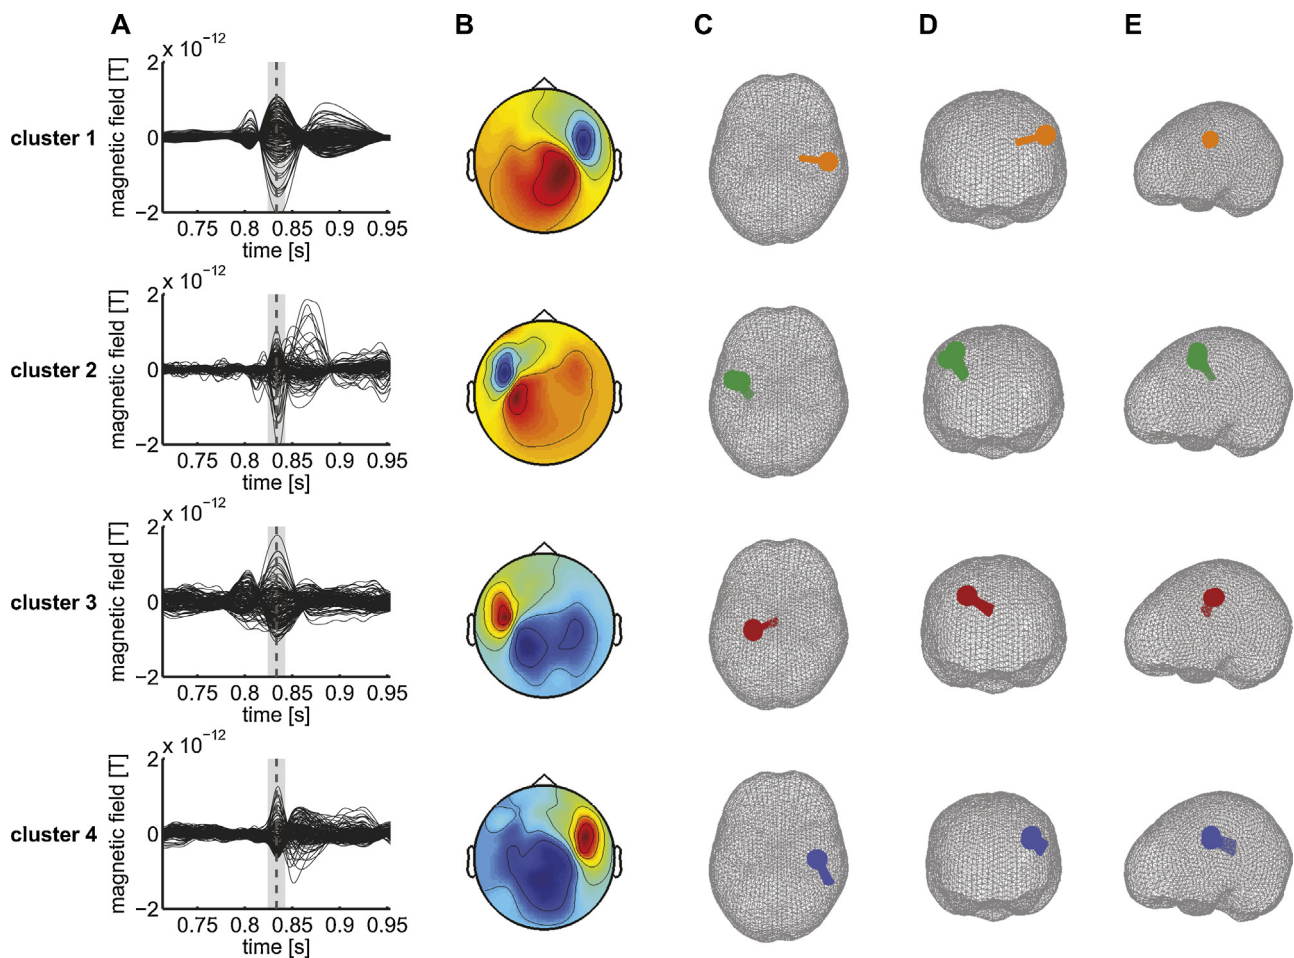 A B C D E
x 10⁻¹²
cluster 1
magnetic field [T]
2
0
−2
0.75 0.8 0.85 0.9 0.95
time [s]
x 10⁻¹²
cluster 2
magnetic field [T]
2
0
−2
0.75 0.8 0.85 0.9 0.95
time [s]
x 10⁻¹²
cluster 3
magnetic field [T]
2
0
−2
0.75 0.8 0.85 0.9 0.95
time [s]
x 10⁻¹²
cluster 4
magnetic field [T]
2
0
−2
0.75 0.8 0.85 0.9 0.95
time [s]